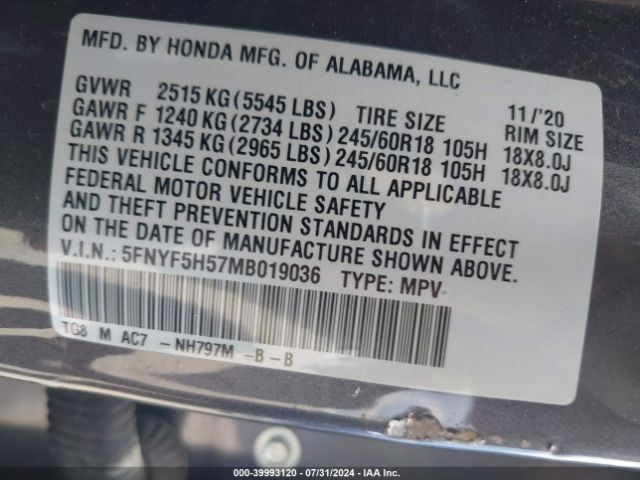 MFD. BY HONDA MFG. OF ALABAMA, LLC
GVWR 2515 KG (5545 LBS) TIRE SIZE 11/'20 RIM SIZE
GAWR F 1240 KG (2734 LBS) 245/60R18 105H 18X8.0J
GAWR R 1345 KG (2965 LBS) 245/60R18 105H 18X8.0J
THIS VEHICLE CONFORMS TO ALL APPLICABLE
FEDERAL MOTOR VEHICLE SAFETY
AND THEFT PREVENTION STANDARDS IN EFFECT
ON THE DATE OF MANUFACTURE SHOWN ABOVE.
V.I.N.: 5FNYF5H57MB019036 TYPE: MPV
TG8 M AC7 -NH797M -B-B
000-39993120 - 07/31/2024 - IAA Inc.